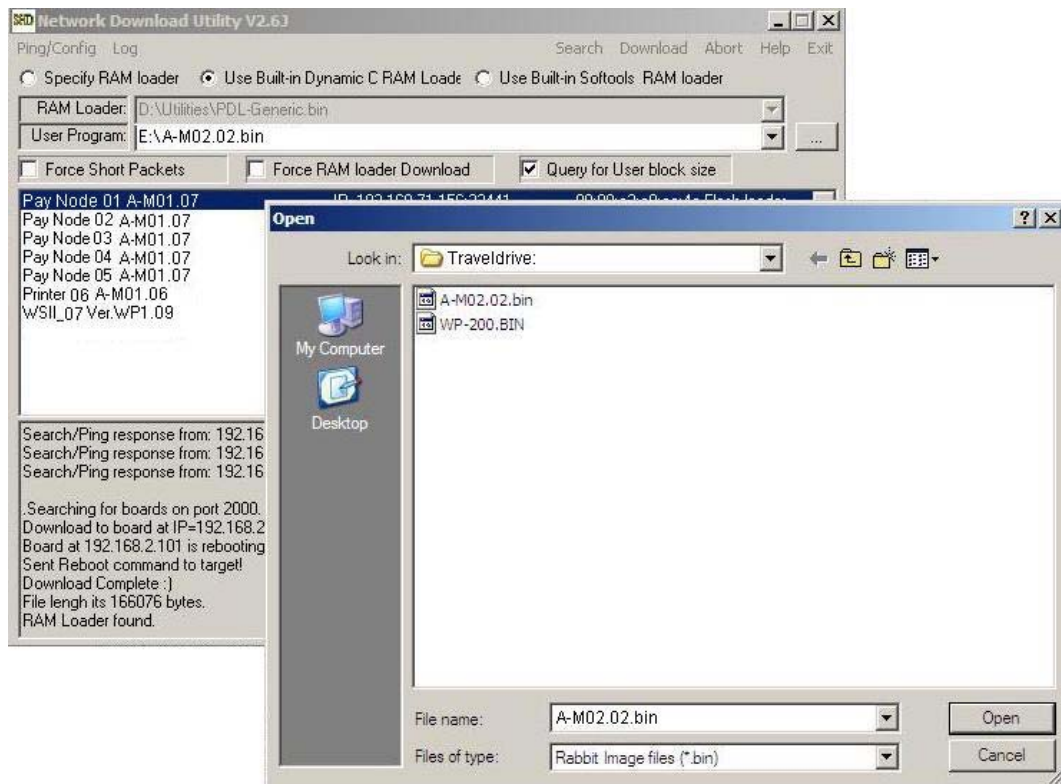 SHD Network Download Utility V2.6J
Ping/Config Log Search Download Abort Help Exit
Specify RAM loader Use Built-in Dynamic C RAM Loade Use Built-in Softools RAM loader
RAM Loader: D:\Utilities\PDL-Generic.bin
User Program: E:\A-M02.02.bin ...
Force Short Packets Force RAM loader Download Query for User block size
Pay Node 01 A-M01.07
Pay Node 02 A-M01.07
Pay Node 03 A-M01.07
Pay Node 04 A-M01.07
Pay Node 05 A-M01.07
Printer 06 A-M01.06
WSII_07 Ver.WP1.09
Search/Ping response from: 192.16
Search/Ping response from: 192.16
Search/Ping response from: 192.16
.Searching for boards on port 2000.
Download to board at IP=192.168.2
Board at 192.168.2.101 is rebooting
Sent Reboot command to target!
Download Complete :)
File lengh its 166076 bytes.
RAM Loader found.
Open
Look in: Traveldrive:
My Computer
Desktop
A-M02.02.bin
WP-200.BIN
File name: A-M02.02.bin Open
Files of type: Rabbit Image files (*.bin) Cancel